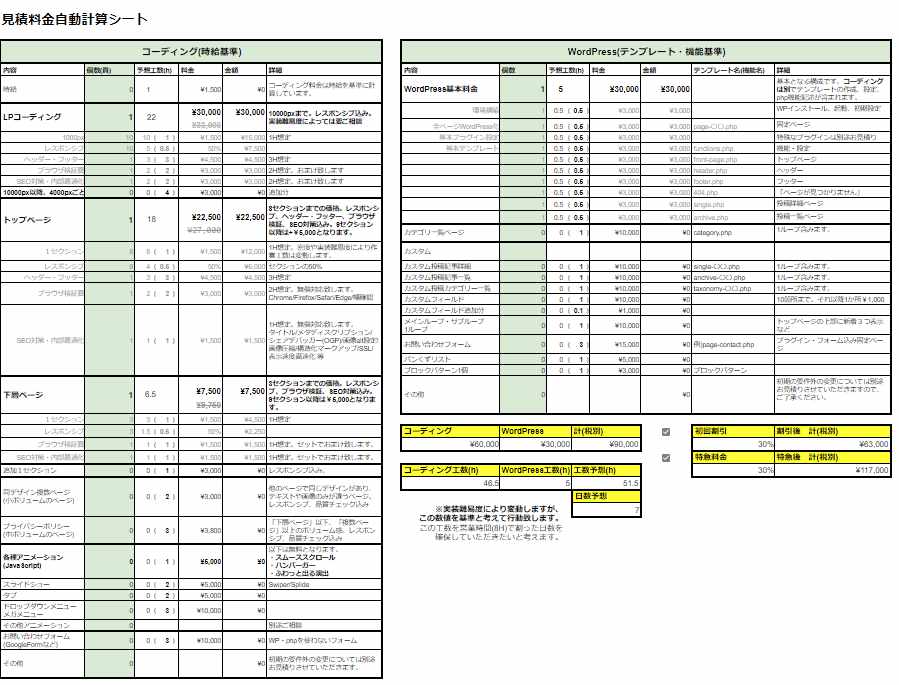 見積料金自動計算シート
コーディング(時給基準)
内容 個数(頁) 予想工数(h) 料金 金額 詳細
時給 0 1 ¥1,500 ¥0 コーディング料金は時給を基準に計算しています。
LPコーディング 1 22 ¥30,000 ¥30,000 10000pxまで。レスポンシブ込み。
実装難易度によっては要ご相談
1000px 10 10 ( 1 ) ¥1,500 ¥15,000 1H想定
レスポンシブ 10 5 ( 0.5 ) 50% ¥7,500
ヘッダー・フッター 1 3 ( 3 ) ¥4,500 ¥4,500 3H想定
ブラウザ検証費 1 2 ( 2 ) ¥3,000 ¥3,000 2H想定。おまけ致します
SEO対策・内部最適化 1 2 ( 2 ) ¥3,000 ¥3,000 2H想定。おまけ致します
10000px以降、4000pxごと 0 0 ( 4 ) ¥3,000 ¥0 追加分
トップページ 1 18 ¥22,500 ¥22,500 8セクションまでの価格。レスポンシブ、ヘッダー・フッター、ブラウザ検証、SEO対策込み。9セクション以降は+¥5,000となります。
¥27,000
1セクション
レスポンシブ セクションの50%
ヘッダー・フッター 1 3 ( 3 ) ¥4,500 ¥4,500 3H想定
ブラウザ検証費 1 2 ( 2 ) ¥3,000 ¥3,000 2H想定。無償対応致します。
Chrome/Firefox/Safari/Edge/
SEO対策・内部最適化 1 1 ( 1 ) ¥1,500 ¥1,500 1H想定。無償対応致します。
タイトル/メタディスクリプション/
シェアデバッカー(OGP)/画像alt設定
画像圧縮/構造化マークアップ/SSL/
表示速度最適化 等
下層ページ 1 6.5 ¥7,500 ¥7,500 8セクションまでの価格。レスポンシブ、ブラウザ検証、SEO対策込み。
9セクション以降は¥5,000となります。
¥9,750
1セクション 3 3 ( 1 ) ¥1,500 ¥4,500 1H想定
レスポンシブ 3 1.5 ( 0.5 ) 50% ¥2,250
ブラウザ検証費 1 1 ( 1 ) ¥1,500 ¥1,500 1H想定。セットでおまけ致します。
SEO対策・内部最適化 1 1 ( 1 ) ¥1,500 ¥1,500 1H想定。セットでおまけ致します。
追加1セクション 0 0 ( 1 ) ¥3,000 ¥0 レスポンシブ込み。
同デザイン複数ページ
(小ボリュームのページ) 0 0 ( 2 ) ¥3,000 ¥0 他のページで同じデザインがあり、テキストや画像のみが違うページ。
レスポンシブ、品質チェック込み
プライバシーポリシー
0 0 ( 3 ) ¥3,800 ¥0 「下層ページ」以下、「複数ページ」以上のボリューム感。レスポンシブ、品質チェック込み
各種アニメーション
(JavaScript) 0 0 ( 1 ) ¥5,000 ¥0 以下は無料となります。
・スムーススクロール
・ハンバーガー
・ふわっと出る演出
スライドショー 0 0 ( 2 ) ¥5,000 ¥0 Swiper/Splide
タブ 0 0 ( 2 ) ¥5,000 ¥0
ドロップダウンメニュー
メガメニュー 0 0 ( 3 ) ¥10,000 ¥0
その他アニメーション 0 別途ご相談
お問い合わせフォーム
(GoogleFormなど) 0 0 ( 3 ) ¥10,000 ¥0 WP・phpを使わないフォーム
その他 0 ¥0 初期の要件外の変更については別途お見積りさせていただきます。
WordPress(テンプレート・機能基準)
内容 個数 予想工数(h) 料金 金額 テンプレート名(機能名) 詳細
WordPress基本料金 1 5 ¥30,000 ¥30,000 基本となる構成です。コーディングは別でテンプレートの作成、設定、php機能記述が含まれます。
環境構築 1 0.5 ( 0.5 ) ¥3,000 ¥3,000 WPインストール、起動、初期設定
全ページWordPress化 1 0.5 ( 0.5 ) ¥3,000 ¥3,000 page-〇〇.php 固定ページ
基本プラグイン設定 1 0.5 ( 0.5 ) ¥3,000 ¥3,000 特殊なプラグインは別途お見積り
基本テンプレート 1 0.5 ( 0.5 ) ¥3,000 ¥3,000 functions.php 機能・設定
1 0.5 ( 0.5 ) ¥3,000 ¥3,000 front-page.php トップページ
1 0.5 ( 0.5 ) ¥3,000 ¥3,000 header.php ヘッダー
1 0.5 ( 0.5 ) ¥3,000 ¥3,000 footer.php フッター
1 0.5 ( 0.5 ) ¥3,000 ¥3,000 404.php 「ページが見つかりません」
1 0.5 ( 0.5 ) ¥3,000 ¥3,000 single.php 投稿詳細ページ
1 0.5 ( 0.5 ) ¥3,000 ¥3,000 archive.php 投稿一覧ページ
カテゴリー覧ページ 0 0 ( 1 ) ¥10,000 ¥0 category.php 1ループ含みます。
カスタム
カスタム投稿記事詳細 0 0 ( 1 ) ¥10,000 ¥0 single-〇〇.php 1ループ含みます。
カスタム投稿記事一覧 0 0 ( 1 ) ¥10,000 ¥0 archive-〇〇.php 1ループ含みます。
カスタム投稿カテゴリー一覧 0 0 ( 1 ) ¥10,000 ¥0 taxonomy-〇〇.php 1ループ含みます。
カスタムフィールド 0 0 ( 1 ) ¥10,000 ¥0 10箇所まで、それ以降1か所¥1,000
カスタムフィールド追加分 0 0 ( 0.1 ) ¥1,000 ¥0
メインループ・サブループ
1ループ 0 0 ( 1 ) ¥10,000 ¥0 トップページの上部に新着3つ表示など
お問い合わせフォーム 0 0 ( 3 ) ¥15,000 ¥0 例)page-contact.php プラグイン・フォーム込み固定ページ
パンくずリスト 0 0 ( 1 ) ¥5,000 ¥0
ブロックパターン1個 0 0 ( 1 ) ¥3,000 ¥0 ブロックパターン
その他 0 ¥0 初期の要件外の変更については別途お見積りさせていただきますので、ご了承ください。
コーディング WordPress 計(税別)
¥60,000 ¥30,000 ¥90,000
初回割引 割引後 計(税別)
30% ¥63,000
特急料金 特急後 計(税別)
30% ¥117,000
コーディング工数(h) WordPress工数(h) 工数予想(h)
46.5 5 51.5
日数予想
7
※実装難易度により変動しますが、
この数値を基準と考えて行動致します。
この工数を営業時間(8H)で割った日数を
確保していただきたいと考えます。